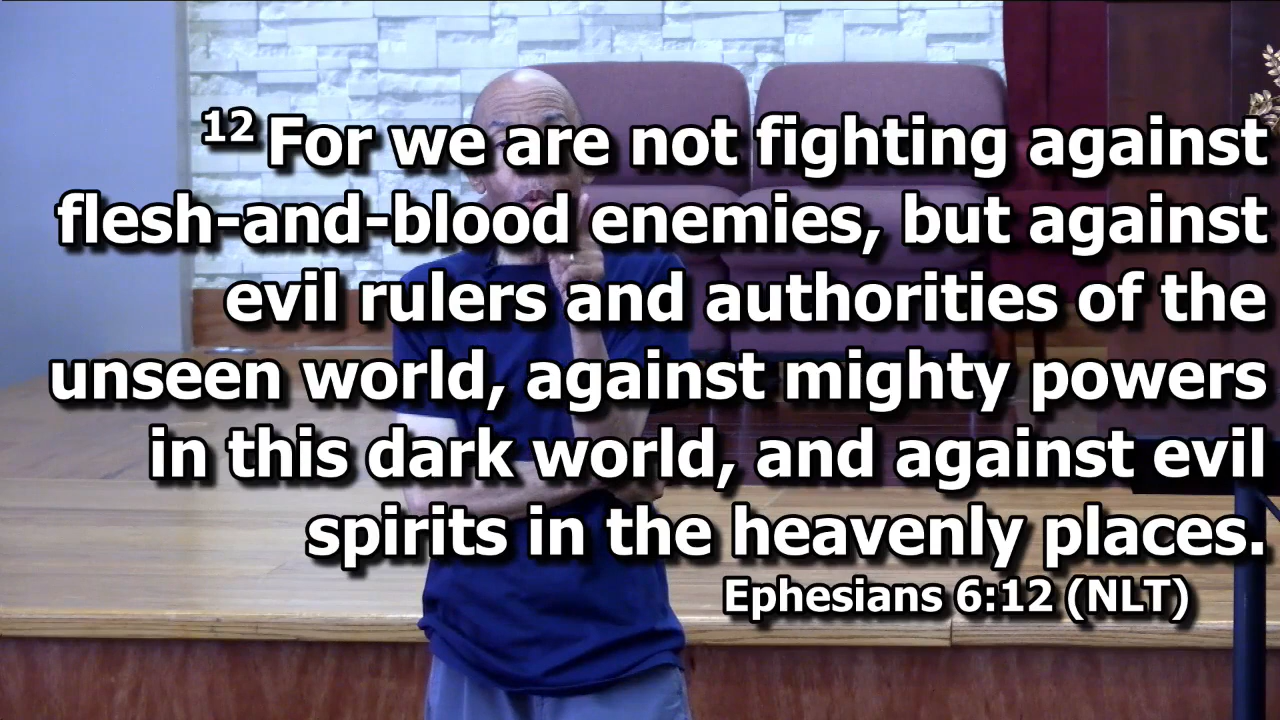 12 For we are not fighting against
flesh-and-blood enemies, but against
evil rulers and authorities of the
unseen world, against mighty powers
in this dark world, and against evil
spirits in the heavenly places.
Ephesians 6:12 (NLT)